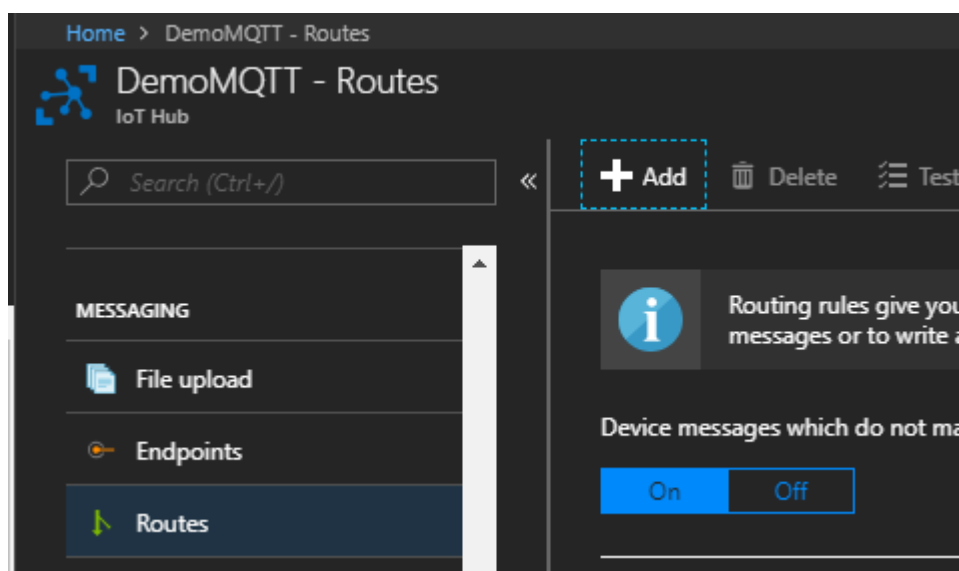 Home > DemoMQTT - Routes
DemoMQTT - Routes
IoT Hub
Search (Ctrl+/)
«
Add
Delete
Test
MESSAGING
File upload
Endpoints
Routes
Routing rules give you
messages or to write a
Device messages which do not ma
On
Off